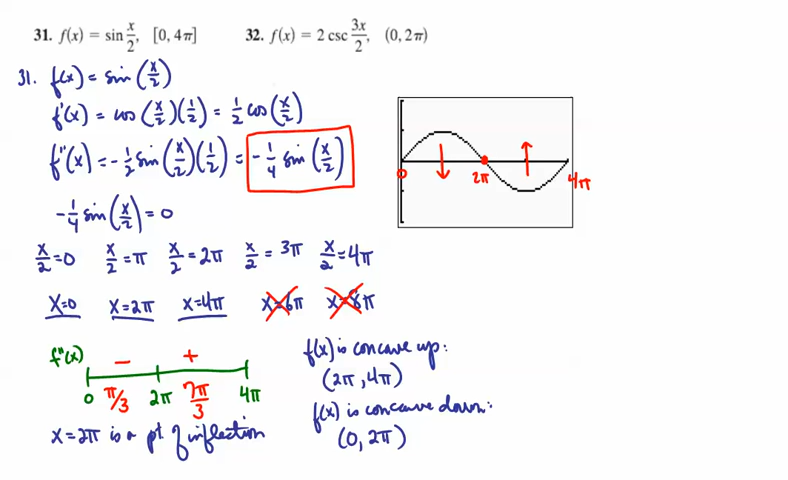 31. f(x) = sin x/2, [0, 4π] 32. f(x) = 2 csc 3x/2, (0, 2π)
31. f(x) = sin(x/2)
f'(x) = cos(x/2)(1/2) = 1/2 cos(x/2)
f''(x) = -1/2 sin(x/2)(1/2) = -1/4 sin(x/2)
0 2π 4π
-1/4 sin(x/2) = 0
x/2 = 0 x/2 = π x/2 = 2π x/2 = 3π x/2 = 4π
x=0 x=2π x=4π x=6π x=8π
f''(x) − +
0 π/3 2π 7π/3 4π
x=2π is a pt of inflection
f(x) is concave up:
(2π, 4π)
f(x) is concave down:
(0, 2π)